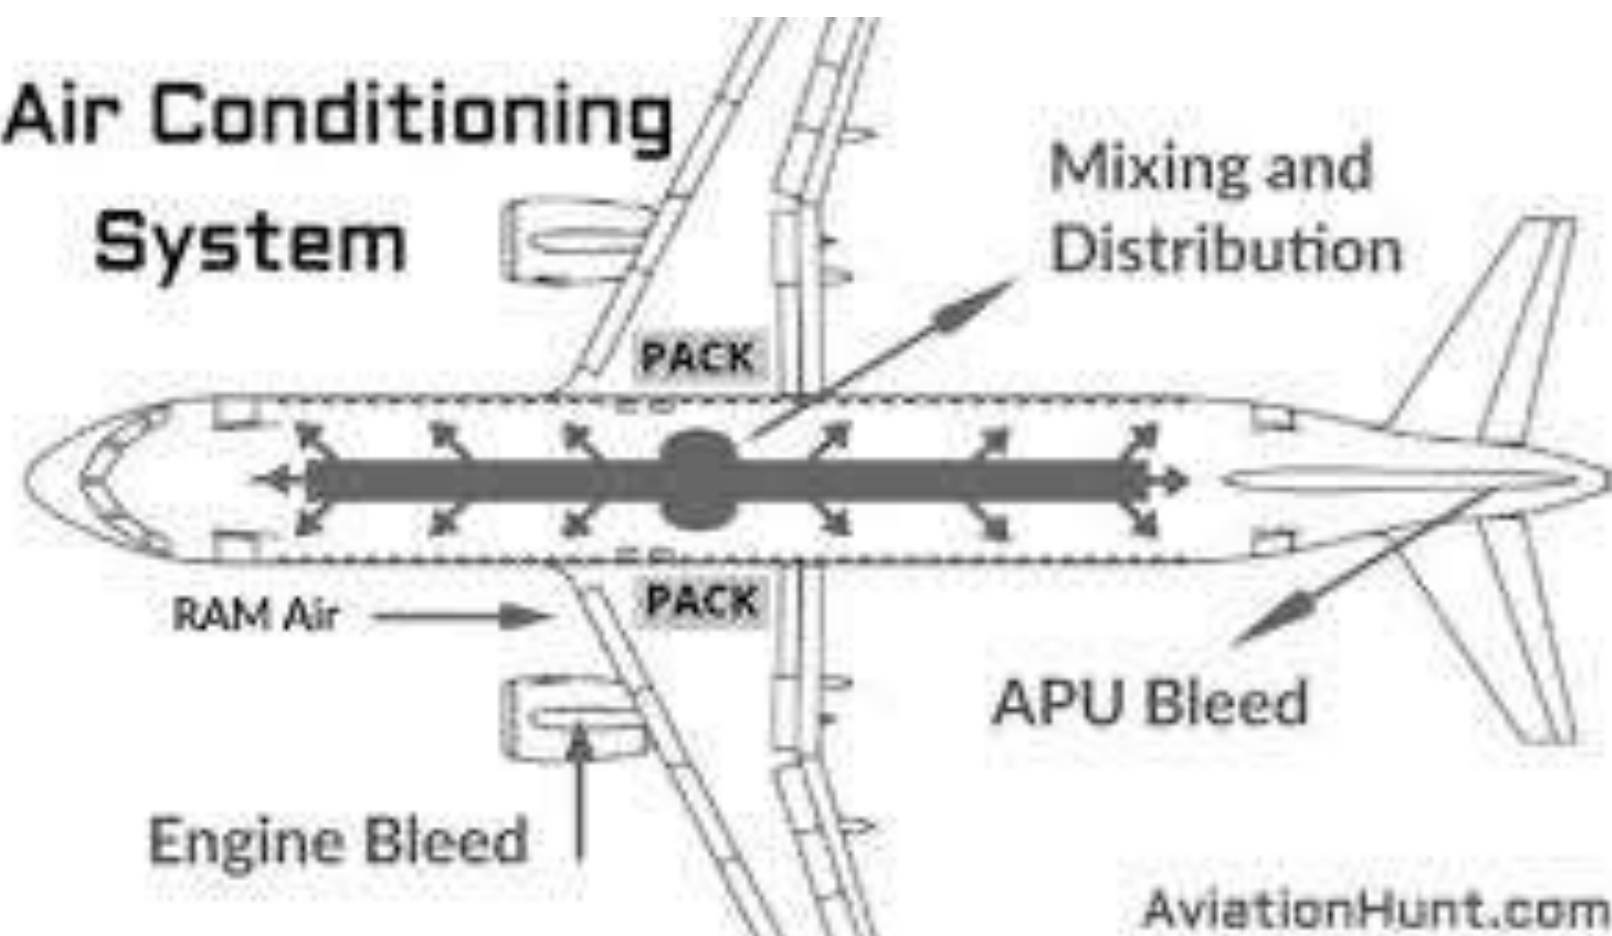 Air Conditioning
System
Mixing and
Distribution
PACK
PACK
RAM Air
APU Bleed
Engine Bleed
AviationHunt.com